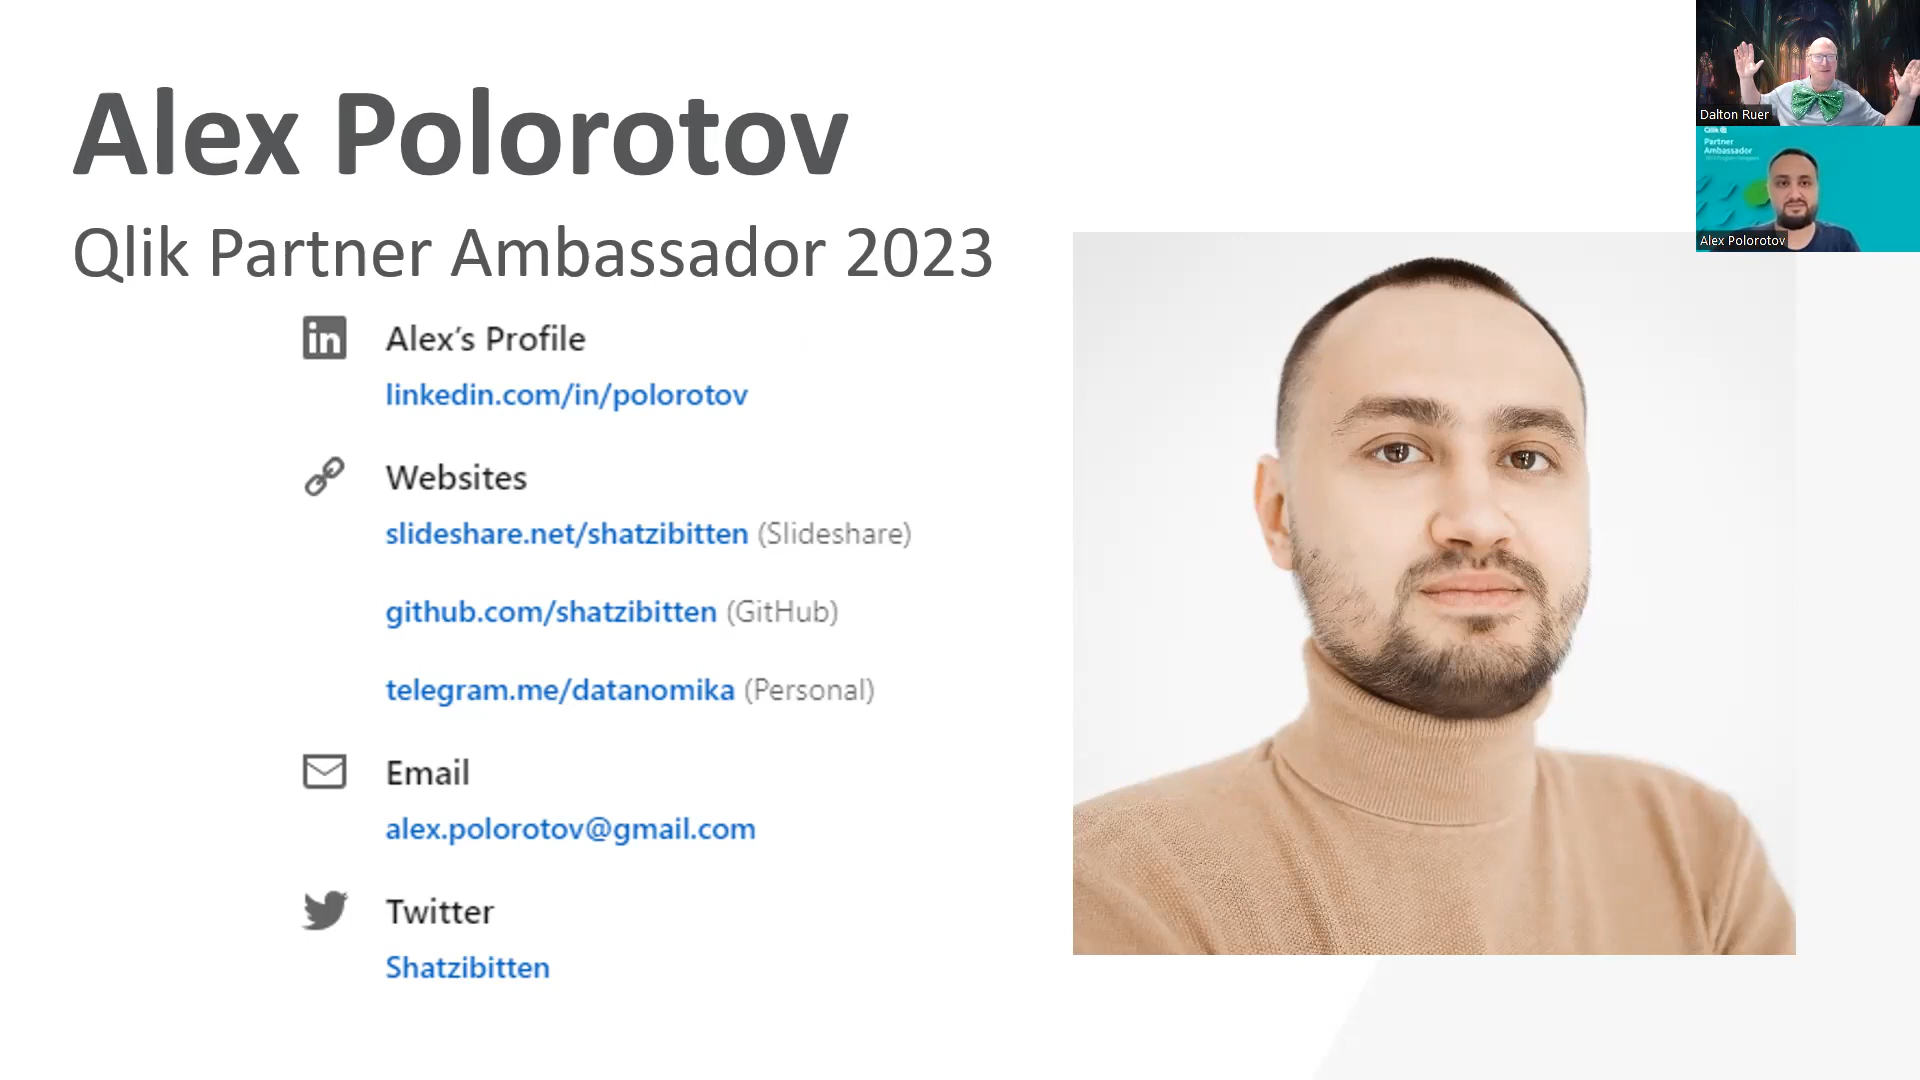 Alex Polorotov
Qlik Partner Ambassador 2023
Alex’s Profile
linkedin.com/in/polorotov
Websites
slideshare.net/shatzibitten (Slideshare)
github.com/shatzibitten (GitHub)
telegram.me/datanomika (Personal)
Email
alex.polorotov@gmail.com
Twitter
Shatzibitten
Dalton Ruer
Qlik
Partner
Ambassador
Alex Polorotov